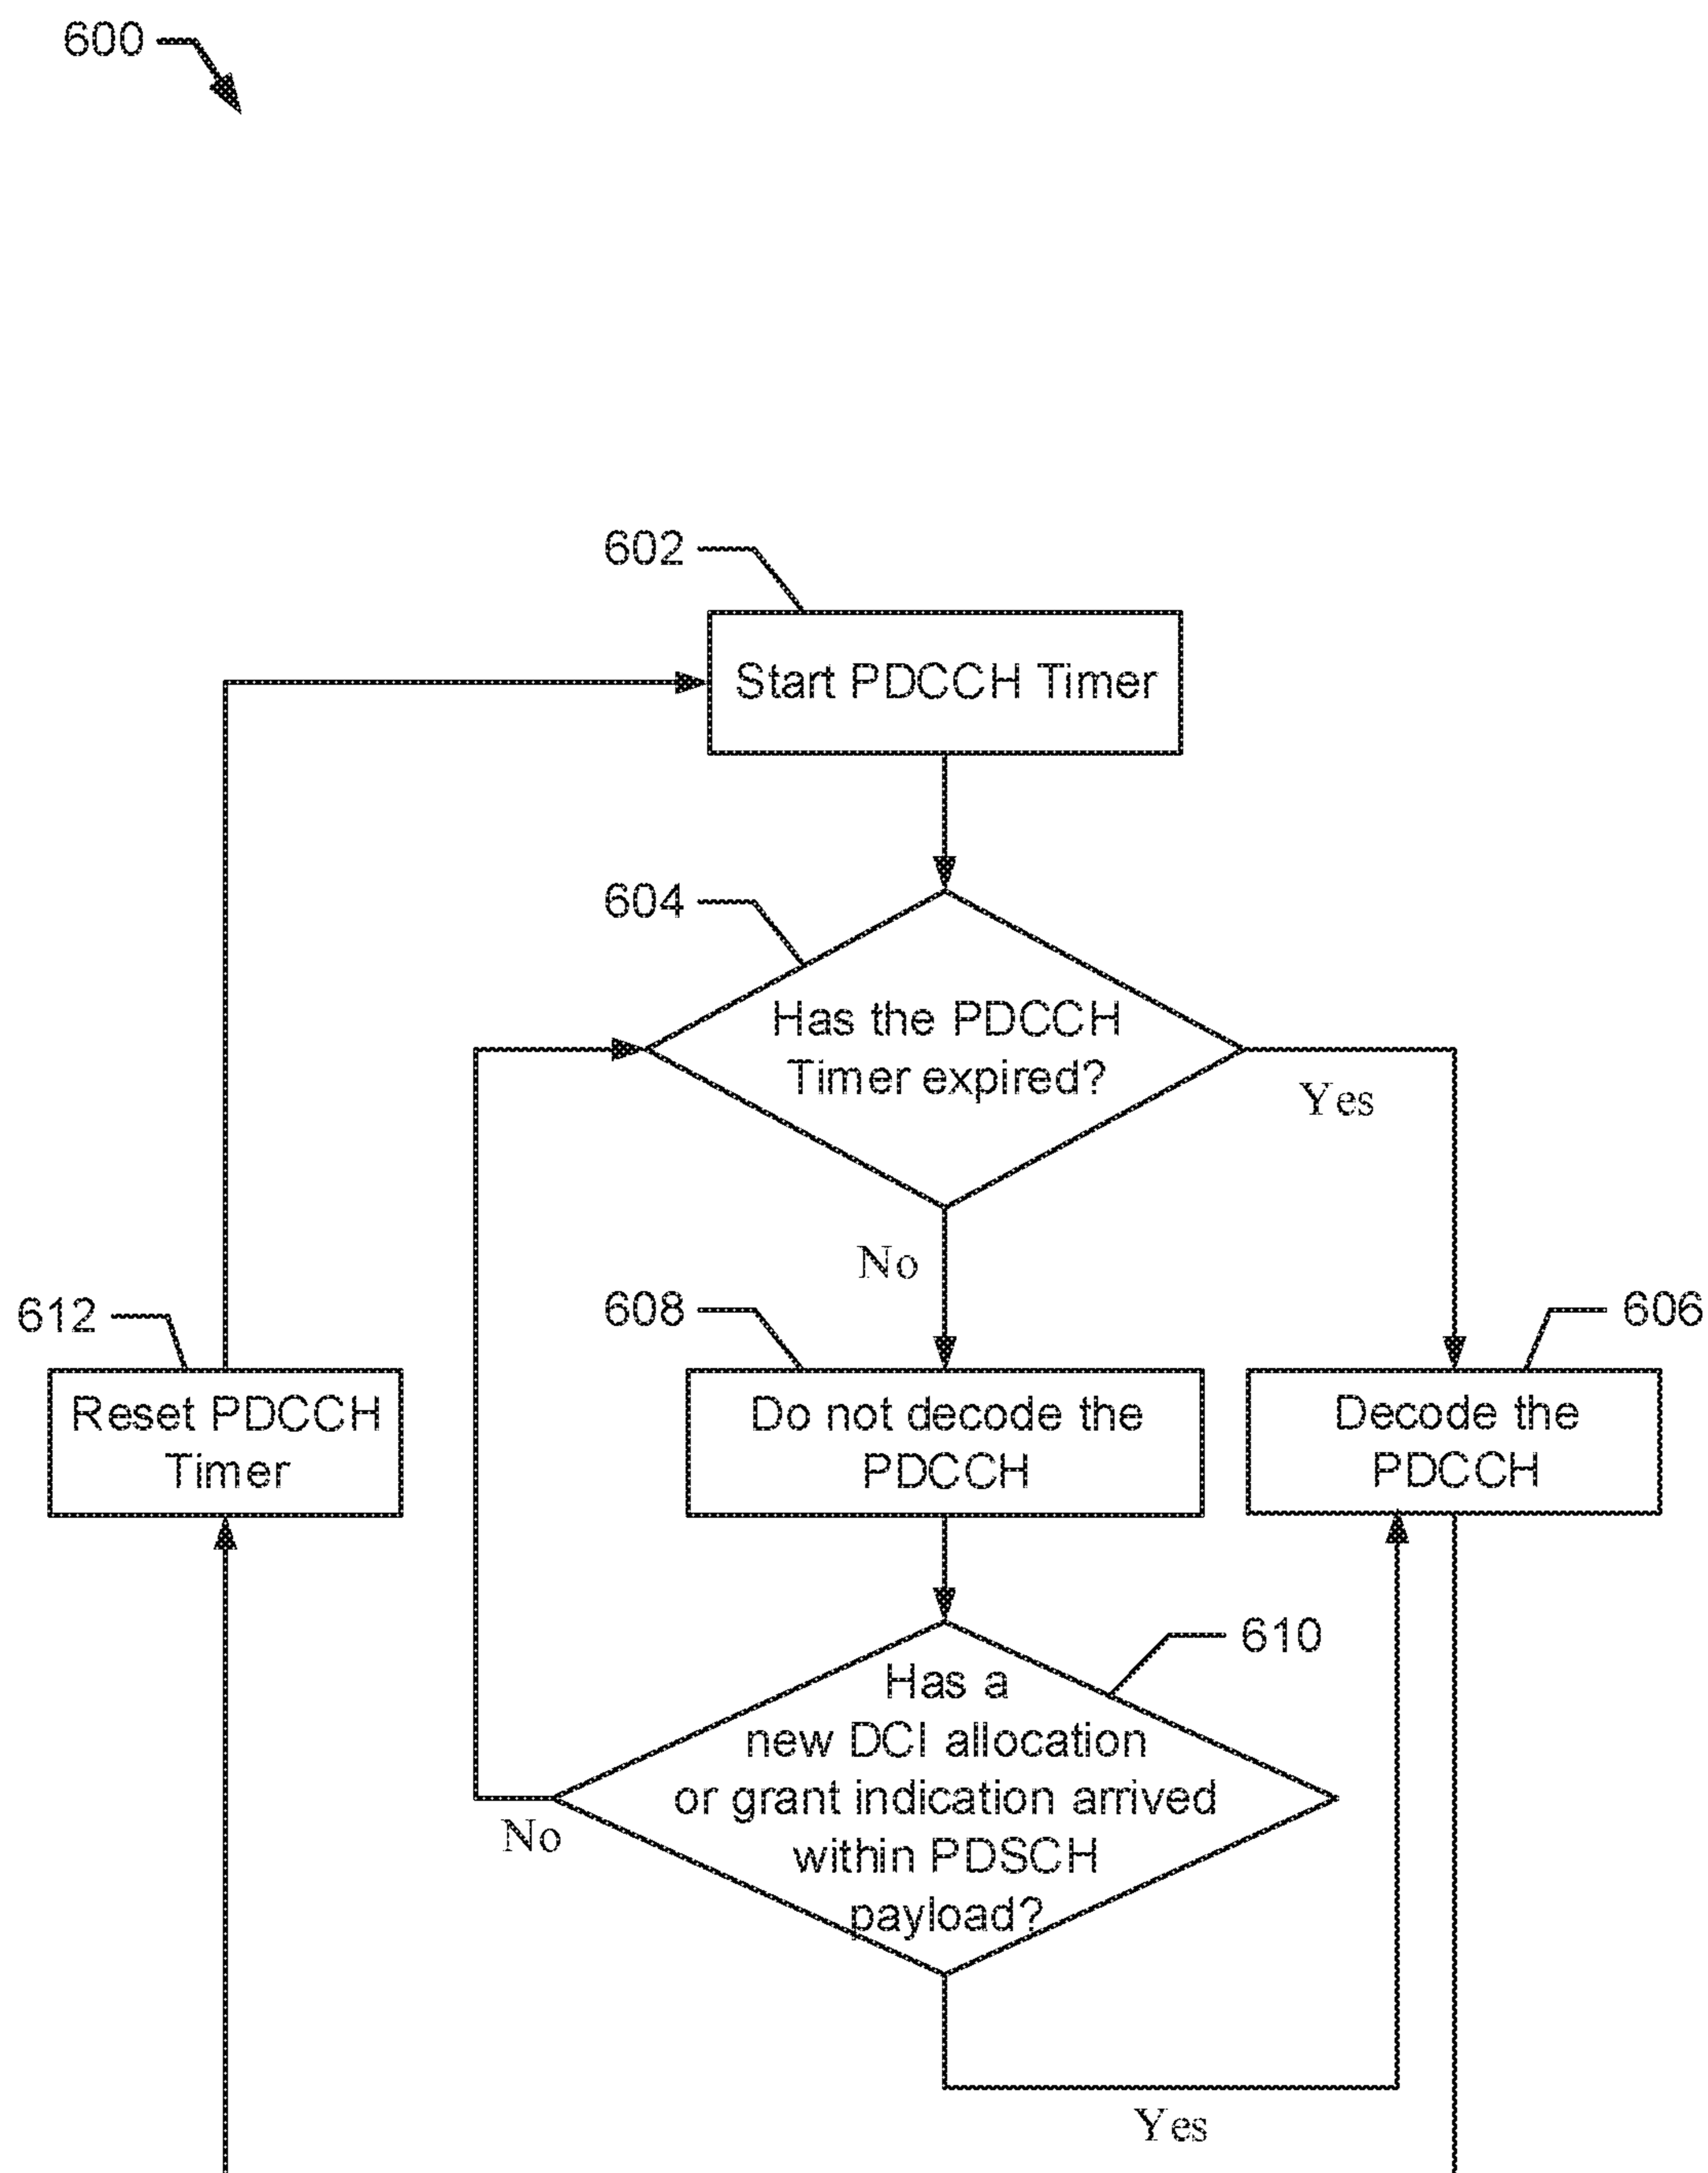 600
602
Start PDCCH Timer
604
Has the PDCCH
Timer expired?
Yes
No
612
608
606
Reset PDCCH
Timer
Do not decode the
PDCCH
Decode the
PDCCH
610
Has a
new DCI allocation
or grant indication arrived
within PDSCH
payload?
No
Yes